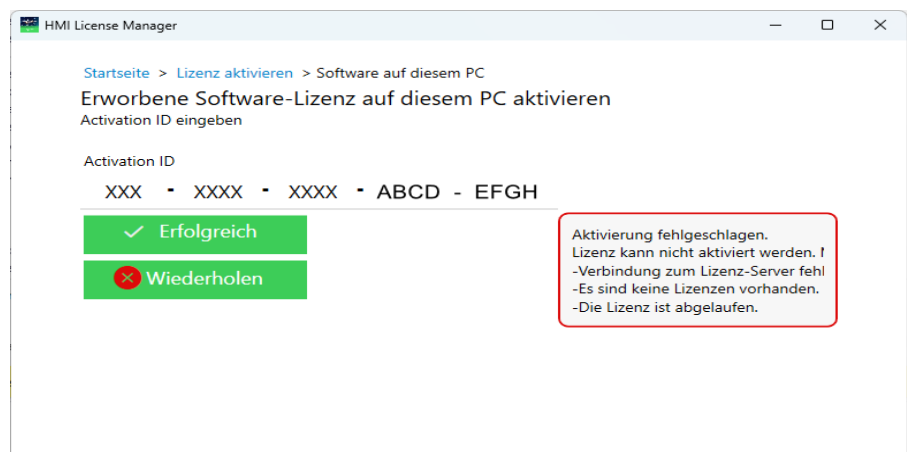 HMI License Manager
Startseite > Lizenz aktivieren > Software auf diesem PC
Erworbene Software-Lizenz auf diesem PC aktivieren
Activation ID eingeben
Activation ID
XXX - XXXX - XXXX - ABCD - EFGH
Erfolgreich
Wiederholen
Aktivierung fehlgeschlagen.
Lizenz kann nicht aktiviert werden.
-Verbindung zum Lizenz-Server
-Es sind keine Lizenzen vorhanden.
-Die Lizenz ist abgelaufen.